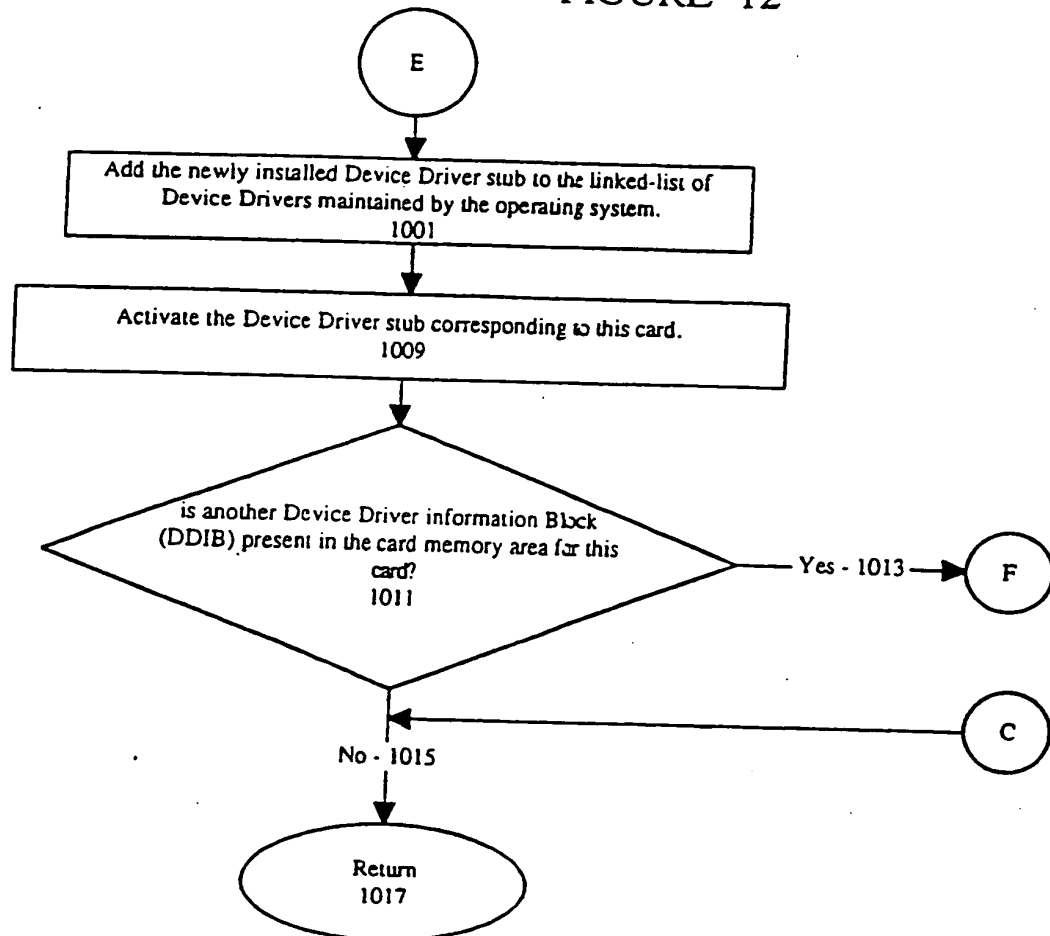 FIGURE 12
E
Add the newly installed Device Driver stub to the linked-list of
Device Drivers maintained by the operating system.
1001
Activate the Device Driver stub corresponding to this card.
1009
is another Device Driver information Block
(DDIB) present in the card memory area for this
card?
1011
Yes - 1013
F
C
No - 1015
Return
1017